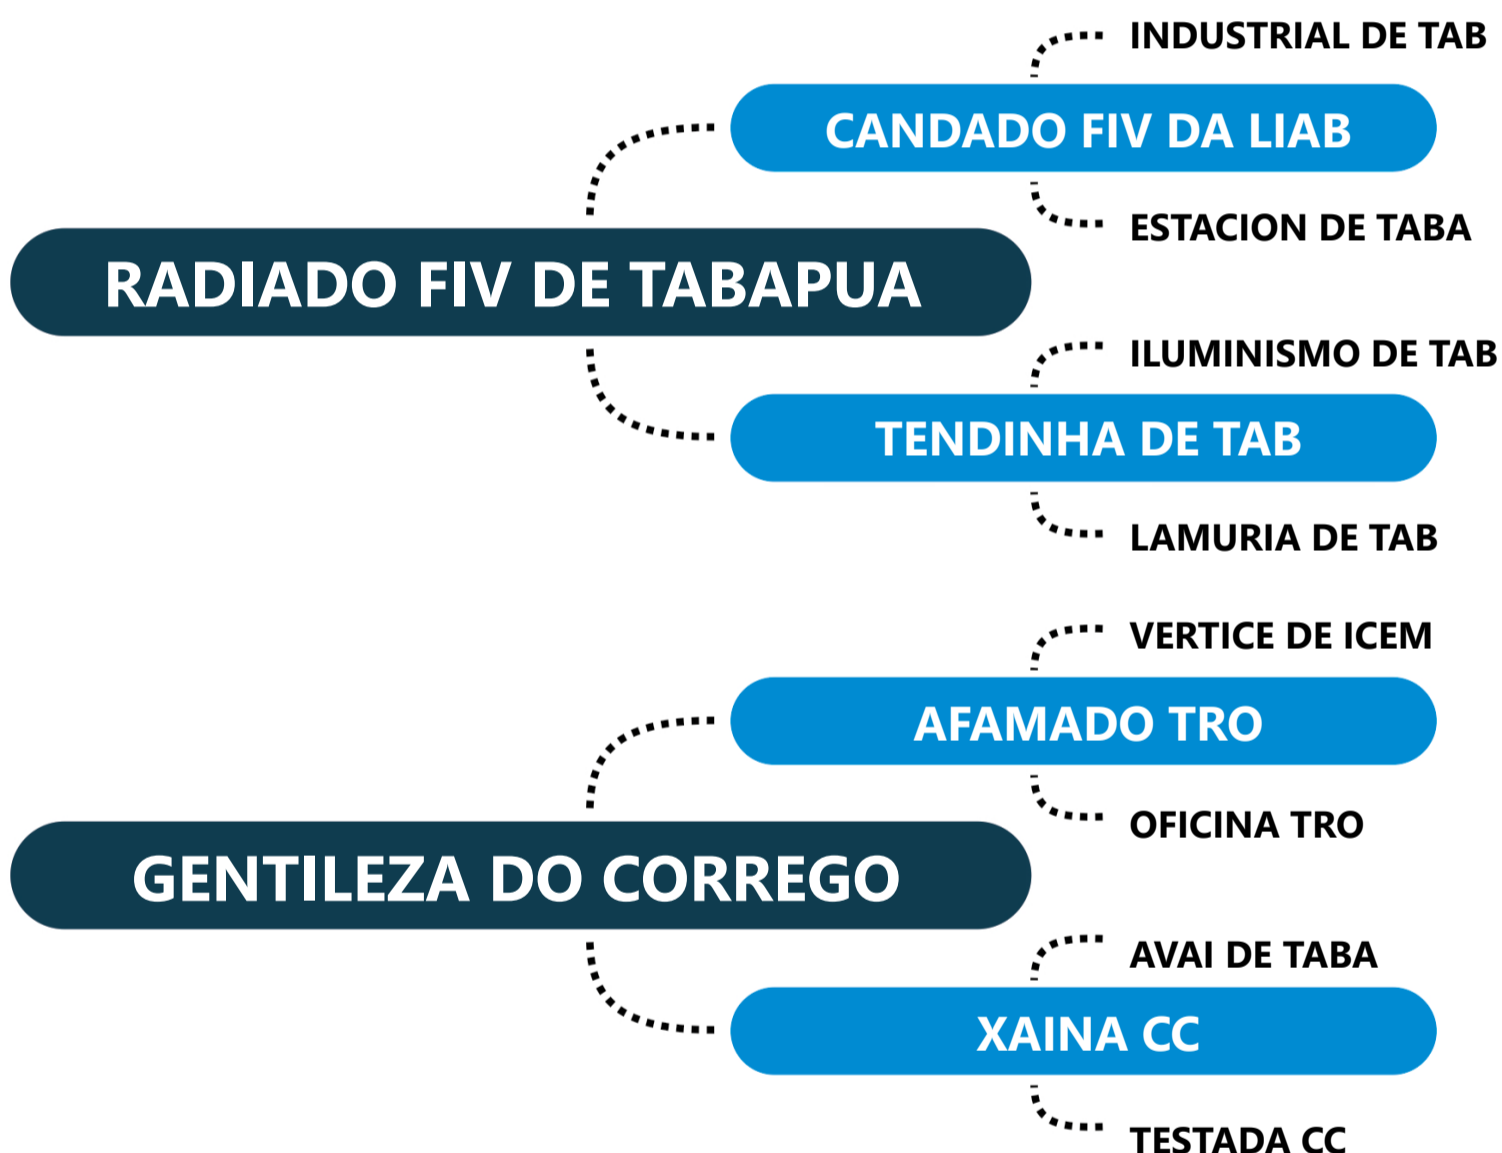 INDUSTRIAL DE TAB
CANDADO FIV DA LIAB
ESTACION DE TABA
RADIADO FIV DE TABAPUA
ILUMINISMO DE TAB
TENDINHA DE TAB
LAMURIA DE TAB
VERTICE DE ICEM
AFAMADO TRO
OFICINA TRO
GENTILEZA DO CORREGO
AVAI DE TABA
XAINA CC
TESTADA CC